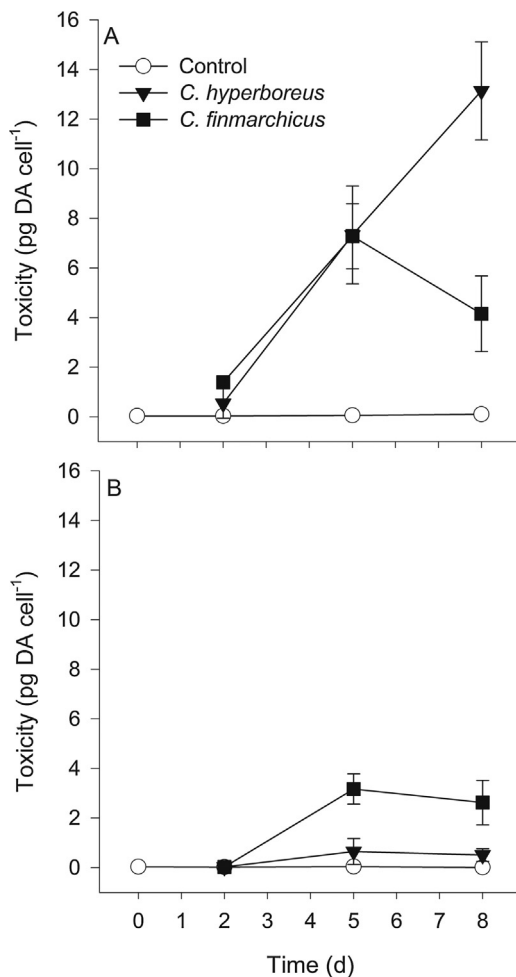 A
Control
C. hyperboreus
C. finmarchicus
Toxicity (pg DA cell⁻¹)
16
14
12
10
8
6
4
2
0
B
Toxicity (pg DA cell⁻¹)
16
14
12
10
8
6
4
2
0
0 1 2 3 4 5 6 7 8
Time (d)